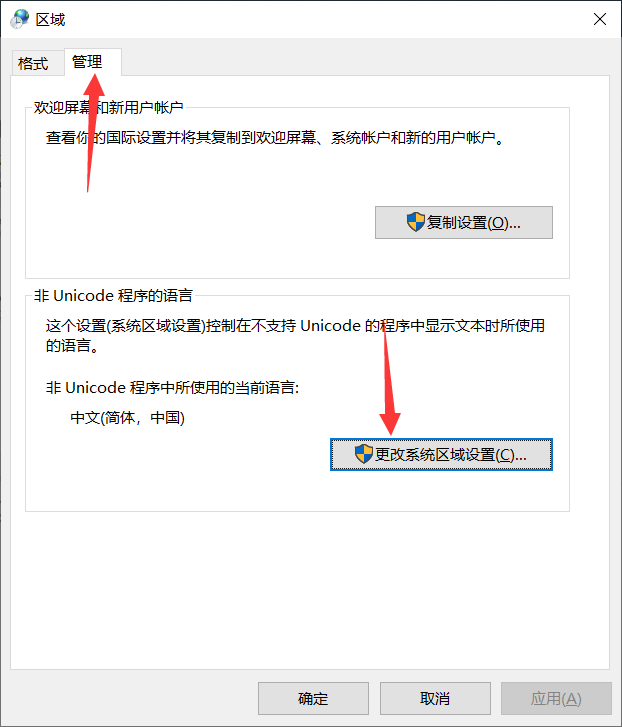 区域
格式
管理
欢迎屏幕和新用户帐户
查看你的国际设置并将其复制到欢迎屏幕、系统帐户和新的用户帐户。
复制设置(O)...
非 Unicode 程序的语言
这个设置(系统区域设置)控制在不支持 Unicode 的程序中显示文本时所使用
的语言。
非 Unicode 程序中所使用的当前语言:
中文(简体，中国)
更改系统区域设置(C)...
确定
取消
应用(A)